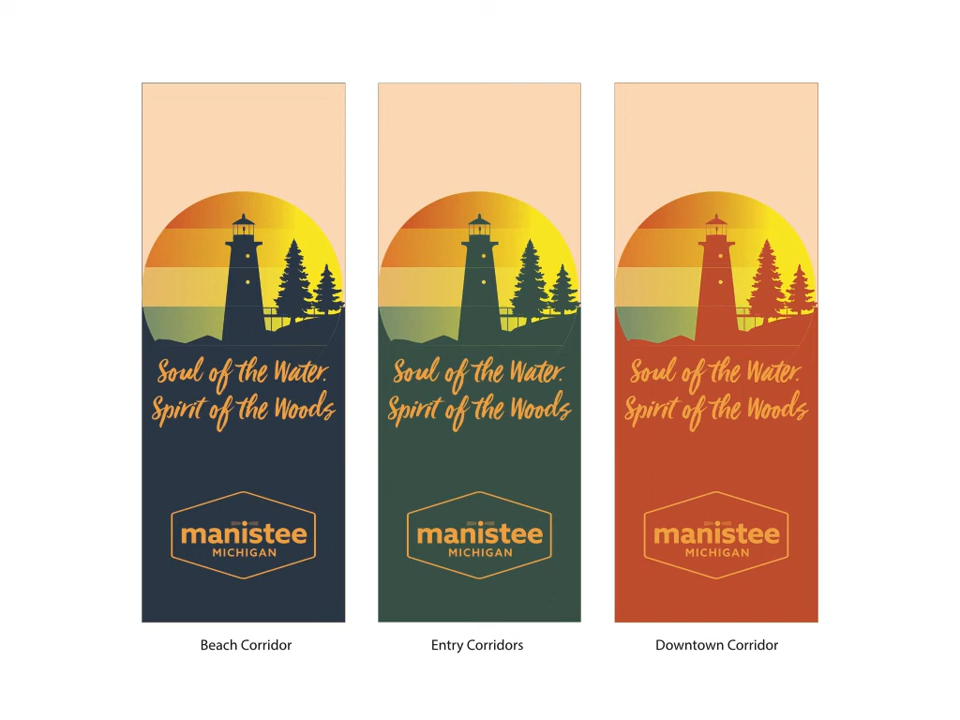 Soul of the Water.
Spirit of the Woods
manistee
MICHIGAN
Beach Corridor
Soul of the Water.
Spirit of the Woods
manistee
MICHIGAN
Entry Corridors
Soul of the Water.
Spirit of the Woods
manistee
MICHIGAN
Downtown Corridor